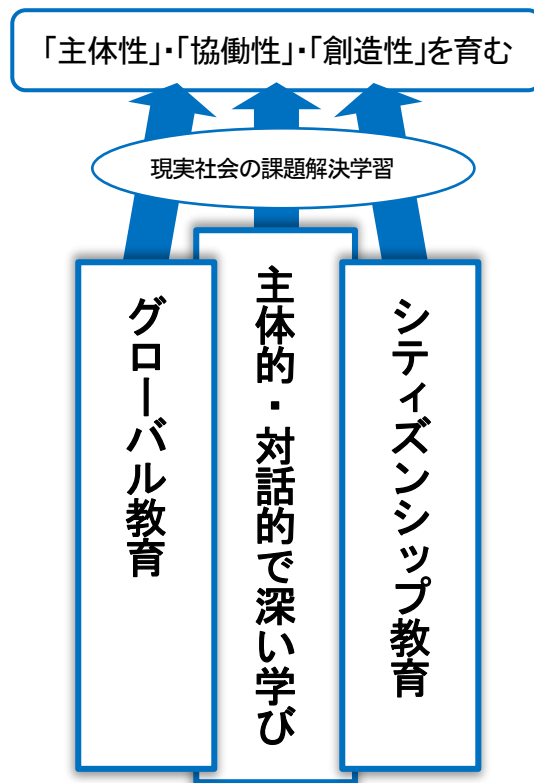 「主体性」・「協働性」・「創造性」を育む
現実社会の課題解決学習
グローバル教育
主体的・対話的で深い学び
シティズンシップ教育